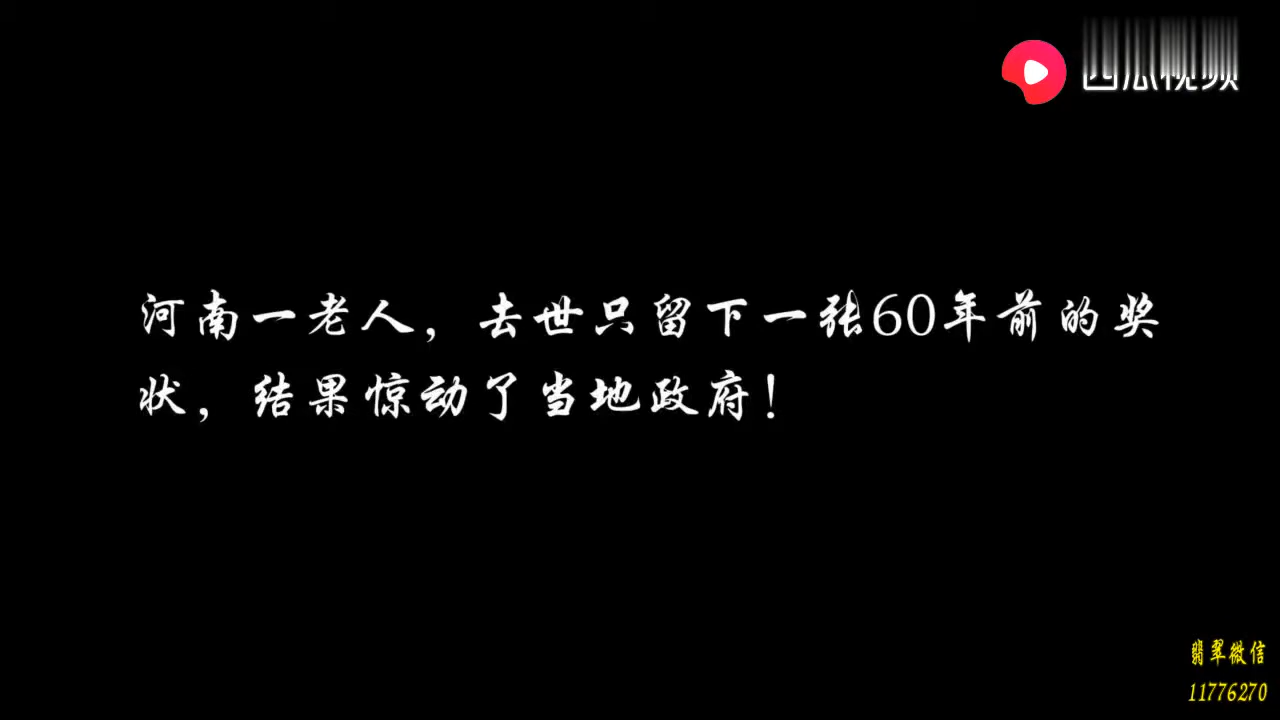 西瓜视频
河南一老人，去世只留下一张60年前的奖
状，结果惊动了当地政府！
翡翠微信
11776270